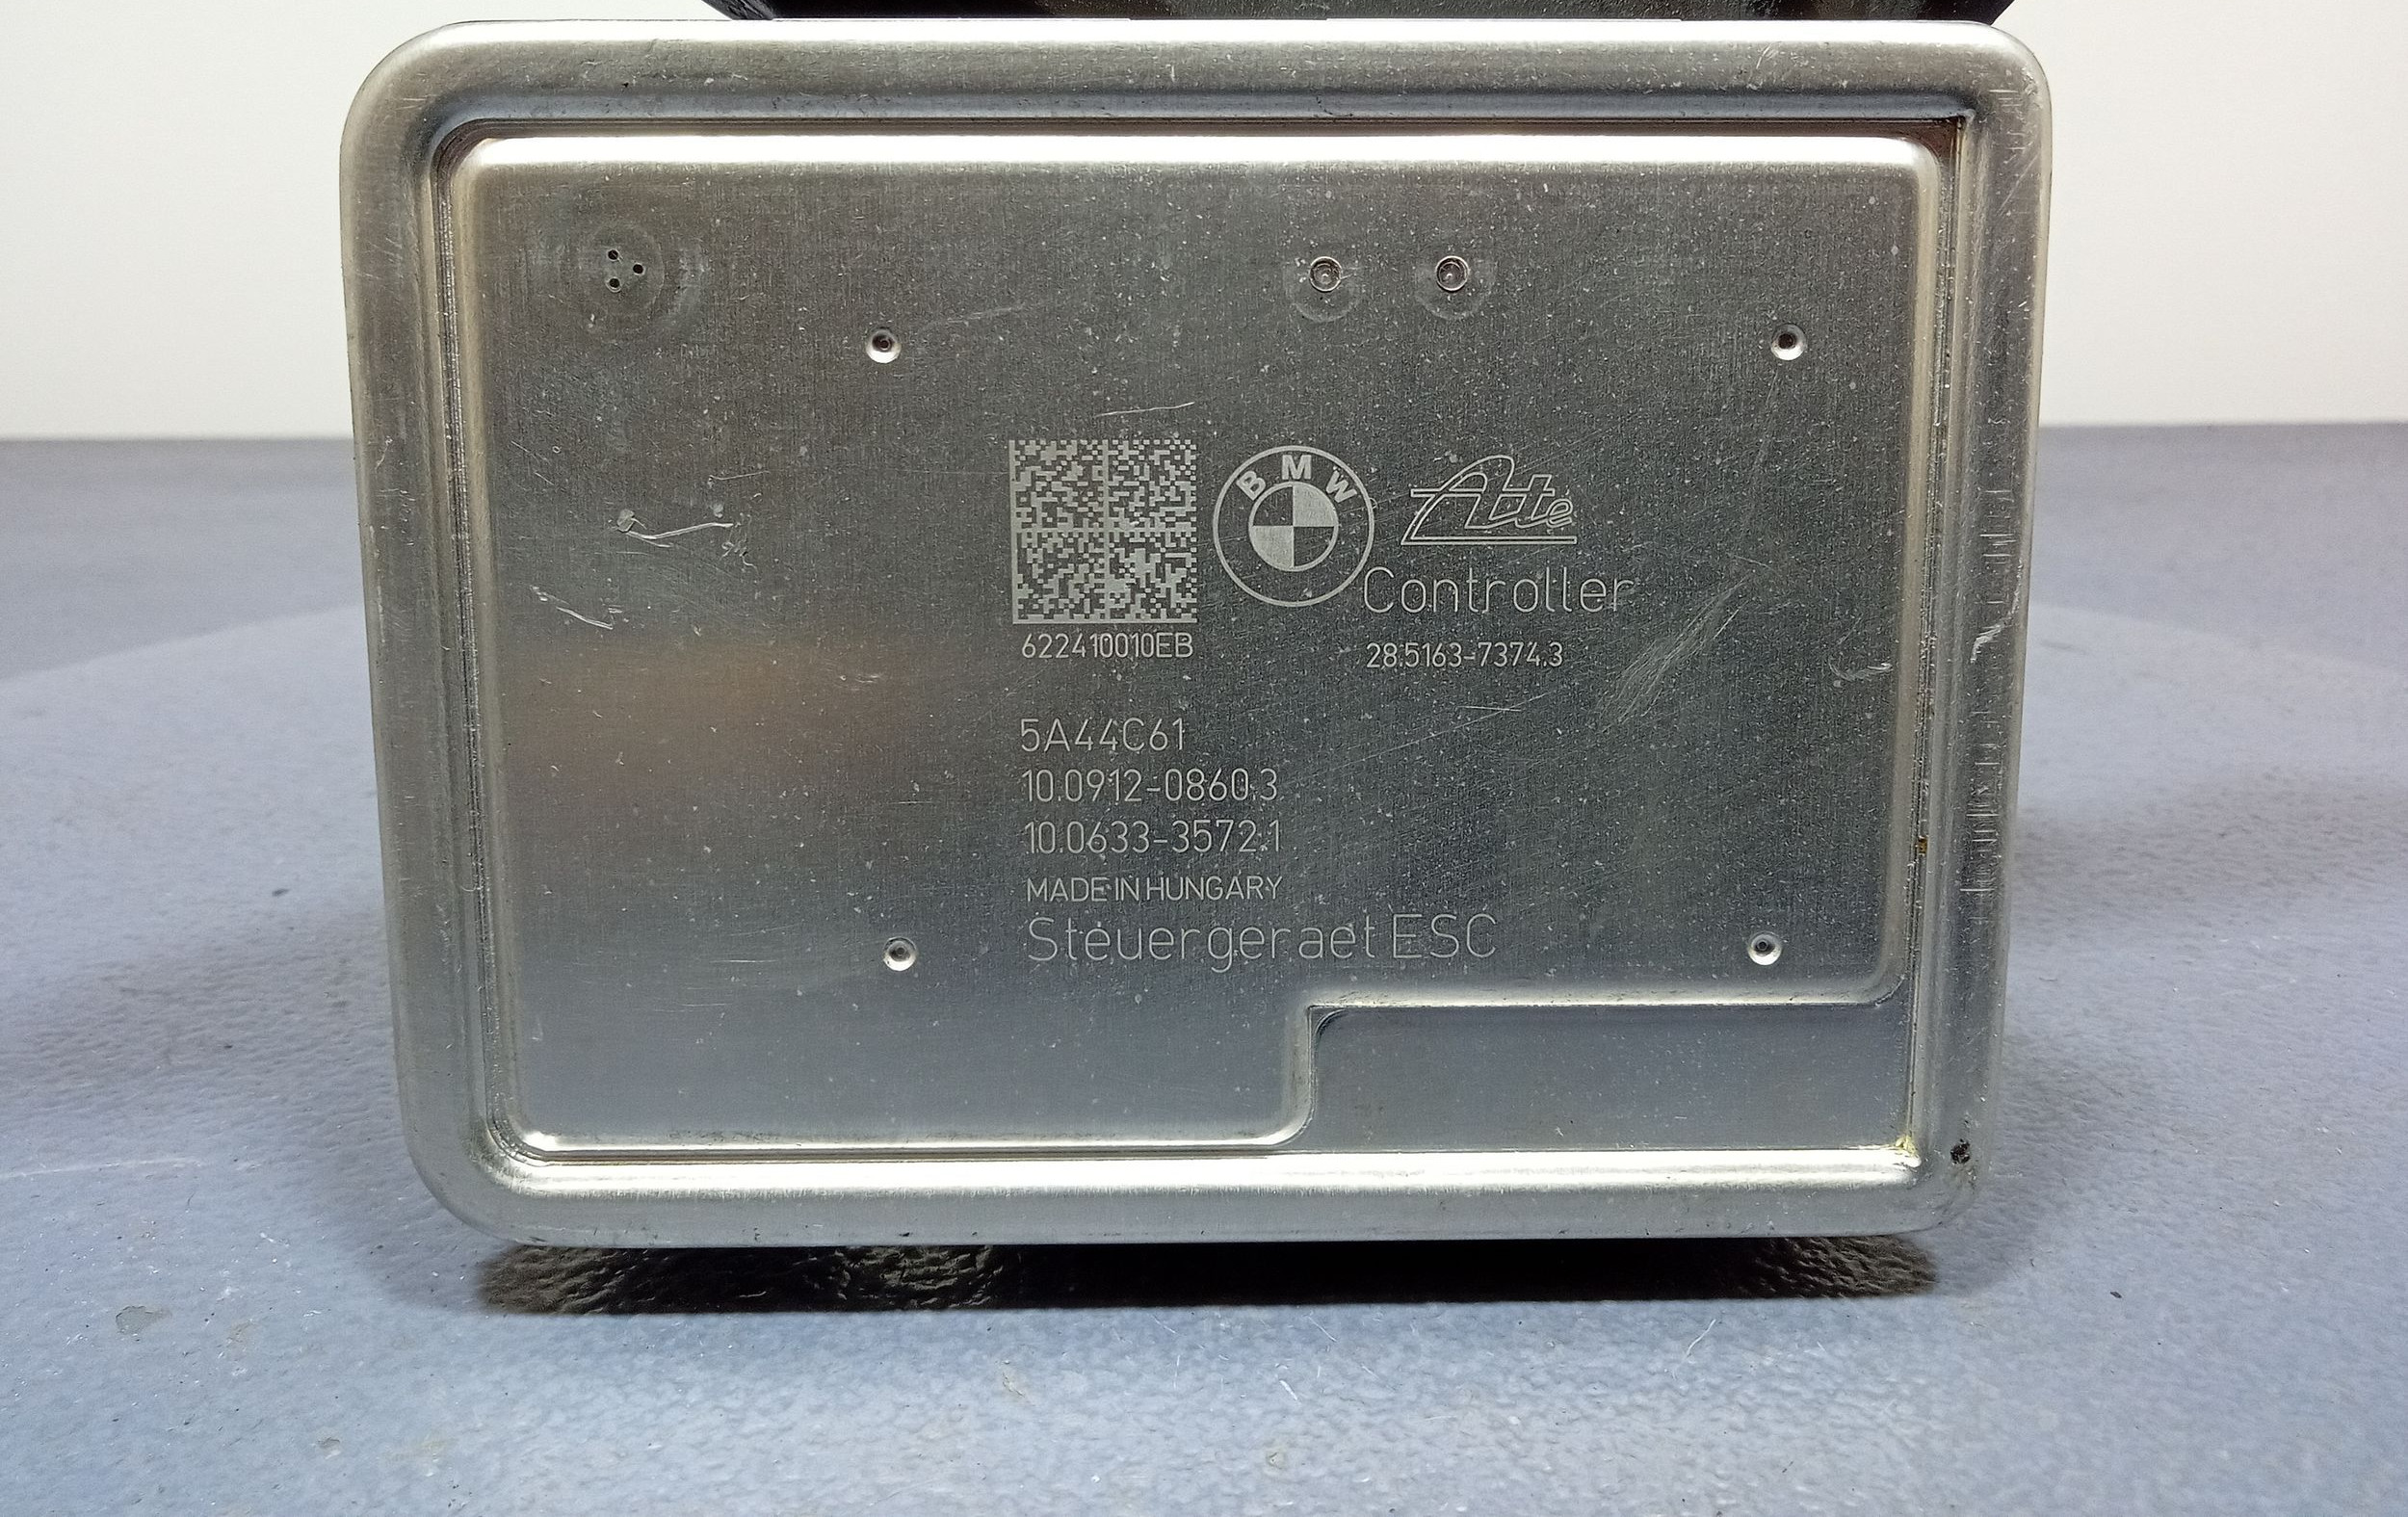 BMW
Ate
Controller
622410010EB
28.5163-7374.3
5A44C61
10.0912-0860.3
10.0633-3572.1
MADE IN HUNGARY
Steuergeraet ESC